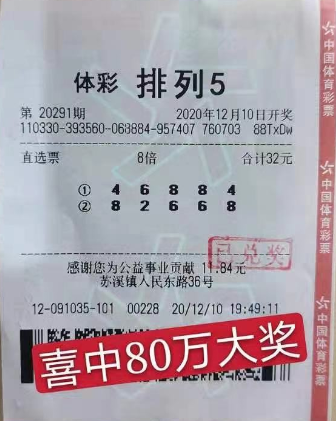 体彩 排列5
第 20291期 2020年12月10日开奖
110330-393560-068884-957407 760703 88TxDw
直选票 8倍 合计32元
① 4 6 8 8 4
② 8 2 6 6 8
已兑奖
感谢您为公益事业贡献 11.84元
苏溪镇人民东路36号
12-091035-101 00228 20/12/10 19:49:11
喜中80万大奖
中国体育彩票
中国体育彩票
中国体育彩票